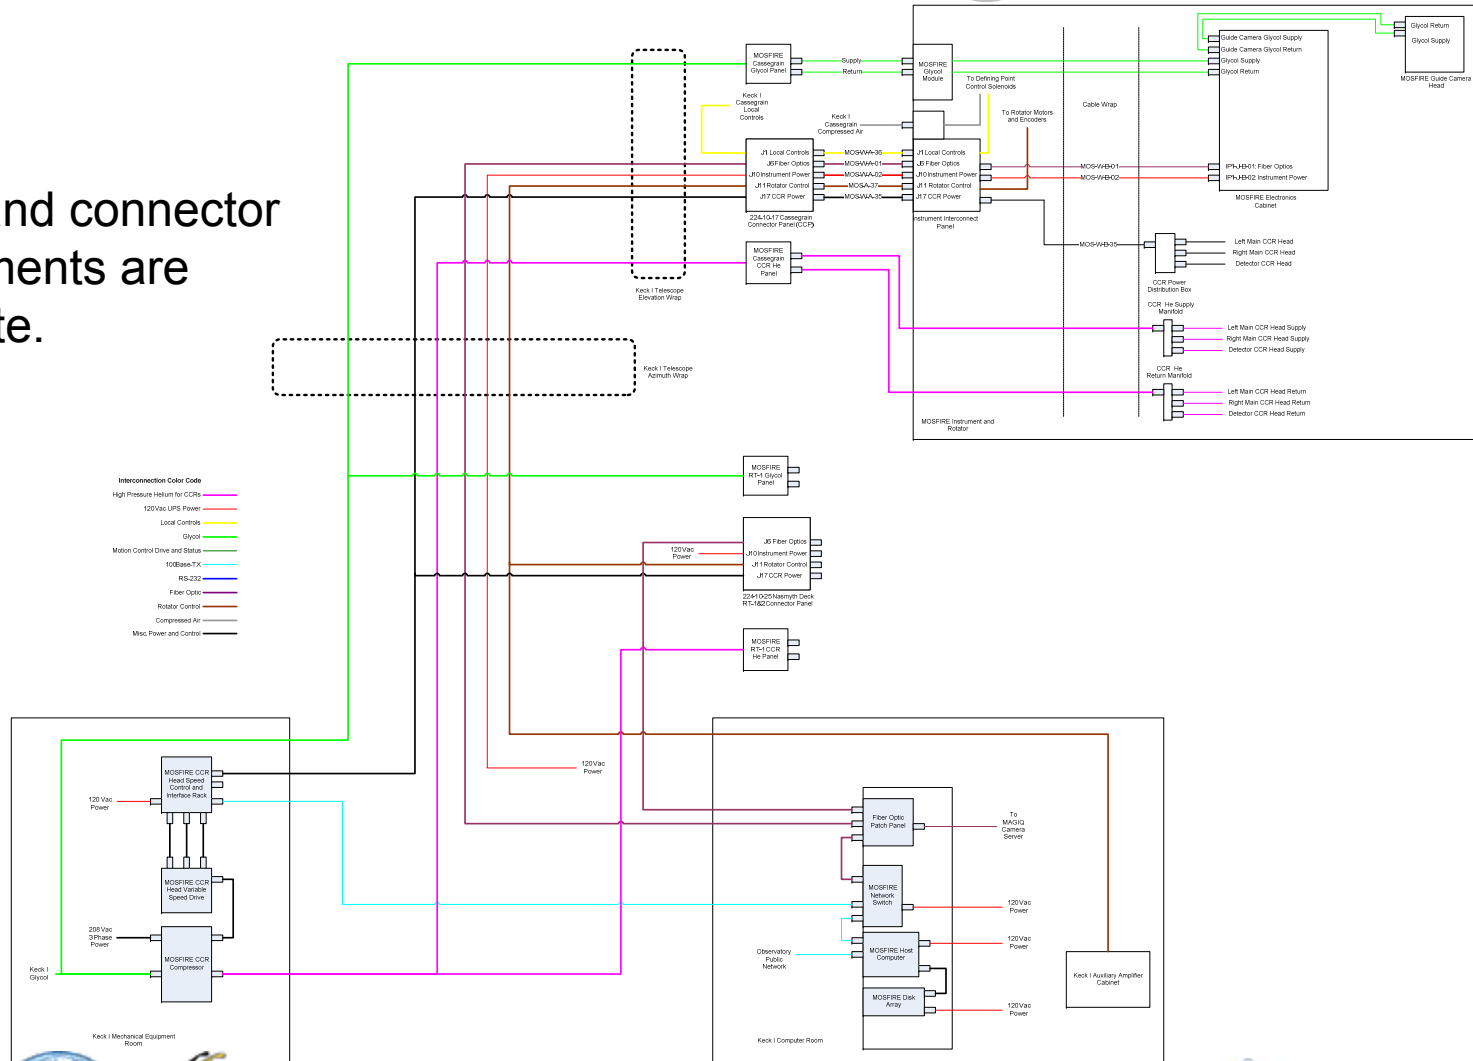 nd connector
ments are
te.
MOSFIRE
Cassegrain
Glycol Panel
Supply
Return
MOSFIRE
Glycol
Module
To Defining Point
Control Solenoids
Keck I
Cassegrain
Local
Controls
Keck I
Cassegrain
Compressed Air
To Rotator Motors
and Encoders
Cable Wrap
Guide Camera Glycol Supply
Guide Camera Glycol Return
Glycol Supply
Glycol Return
Glycol Return
Glycol Supply
MOSFIRE Guide Camera
Head
J1 Local Controls
J6 Fiber Optics
J10 Instrument Power
J11 Rotator Control
J17 CCR Power
MOS-WA-36
MOS-WA-01
MOS-WA-02
MOS-A-37
MOS-WA-35
J1 Local Controls
J6 Fiber Optics
J10 Instrument Power
J11 Rotator Control
J17 CCR Power
224-10-17 Cassegrain
Connector Panel (CCP)
Instrument Interconnect
Panel
MOS-WB-01
MOS-WB-02
IPH-JB-01: Fiber Optics
IPH-JB-02 Instrument Power
MOSFIRE Electronics
Cabinet
MOSFIRE
Cassegrain
CCR He
Panel
MOS-WB-35
Left Main CCR Head
Right Main CCR Head
Detector CCR Head
CCR Power
Distribution Box
Keck I Telescope
Elevation Wrap
CCR He Supply
Manifold
Left Main CCR Head Supply
Right Main CCR Head Supply
Detector CCR Head Supply
Keck I Telescope
Azimuth Wrap
CCR He
Return Manifold
Left Main CCR Head Return
Right Main CCR Head Return
Detector CCR Head Return
MOSFIRE Instrument and
Rotator
MOSFIRE
RT-1 Glycol
Panel
Interconnection Color Code
High Pressure Helium for CCRs
120Vac UPS Power
Local Controls
Glycol
Motion Control Drive and Status
100Base-TX
RS-232
Fiber Optic
Rotator Control
Compressed Air
Misc. Power and Control
120Vac
Power
J6 Fiber Optics
J10 Instrument Power
J11 Rotator Control
J17 CCR Power
224-10-25 Nasmyth Deck
RT-1&2 Connector Panel
MOSFIRE
RT-1 CCR
He Panel
MOSFIRE CCR
Head Speed
Control and
Interface Rack
120 Vac
Power
120Vac
Power
MOSFIRE CCR
Head Variable
Speed Drive
208 Vac
3 Phase
Power
MOSFIRE CCR
Compressor
Keck I
Glycol
Keck I Mechanical Equipment
Room
Fiber Optic
Patch Panel
To
MAGIQ
Camera
Server
MOSFIRE
Network
Switch
120Vac
Power
MOSFIRE Host
Computer
120Vac
Power
Observatory
Public
Network
MOSFIRE Disk
Array
120Vac
Power
Keck I Auxiliary Amplifier
Cabinet
Keck I Computer Room